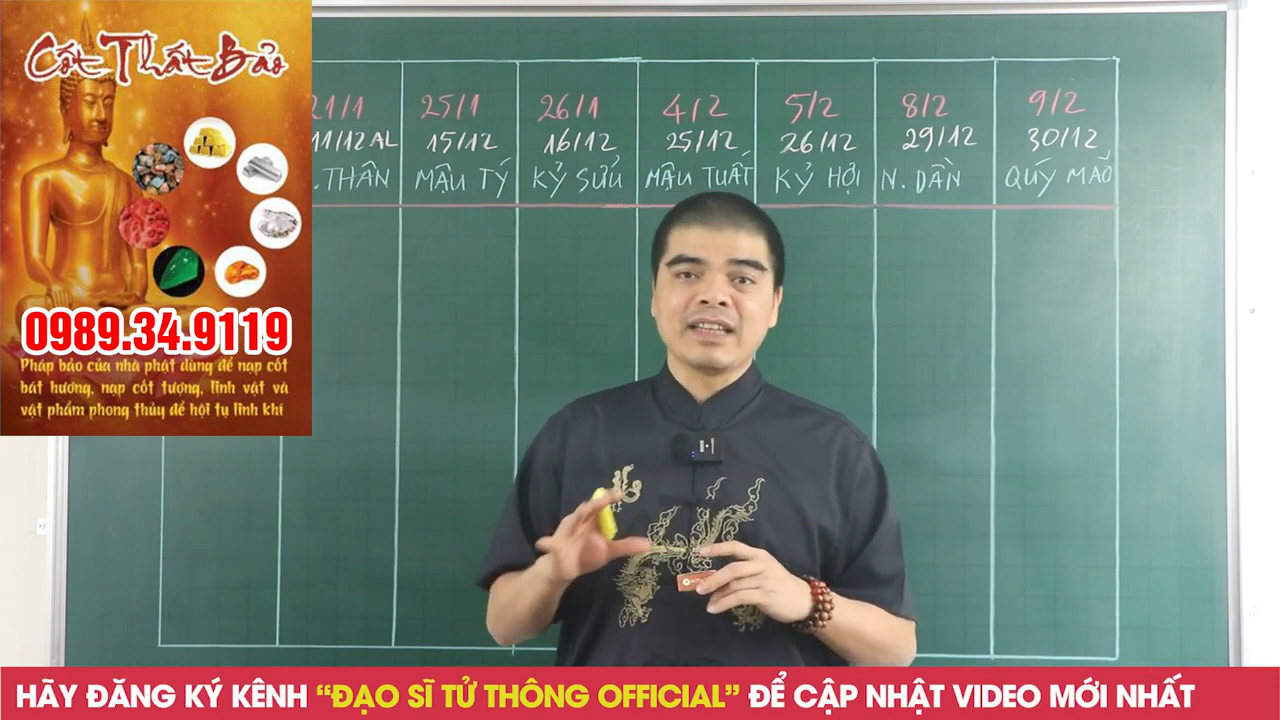 Cốt Thất Bảo
0989.34.9119
Pháp bảo của nhà phật dùng để nạp cốt
bát hương, nạp cốt tượng, linh vật và
vật phẩm phong thủy để hội tụ linh khí
21/1 25/1 26/1 4/2 5/2 8/2 9/2
11/12AL 15/12 16/12 25/12 26/12 29/12 30/12
. THÂN MẬU TÝ KỶ SỬU MẬU TUẤT KỶ HỢI N. DẦN QUÝ MÃO
HÃY ĐĂNG KÝ KÊNH “ĐẠO SĨ TỬ THÔNG OFFICIAL” ĐỂ CẬP NHẬT VIDEO MỚI NHẤT